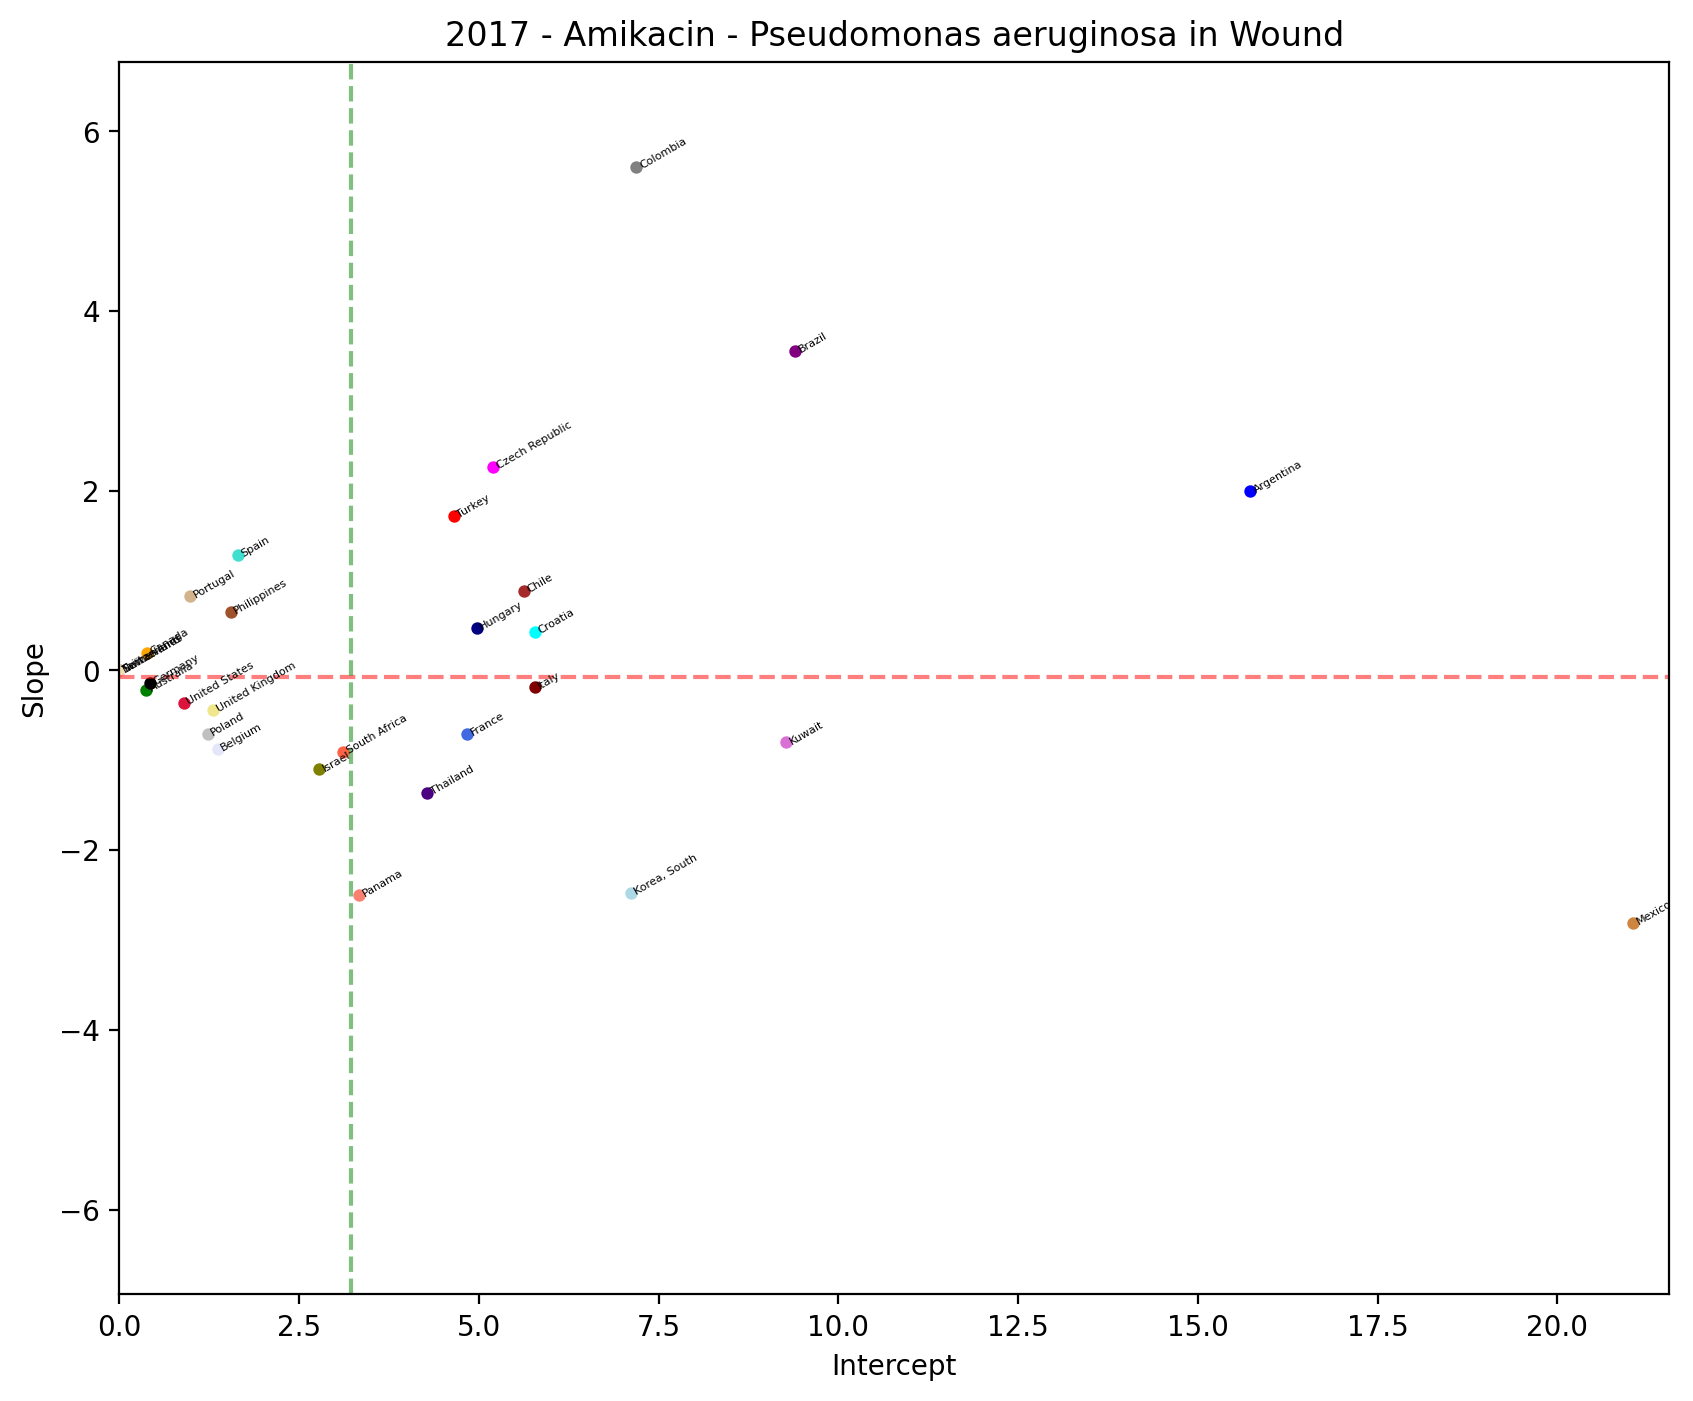 2017 - Amikacin - Pseudomonas aeruginosa in Wound
6
4
2
0
−2
−4
−6
Slope
Colombia
Brazil
Czech Republic
Argentina
Turkey
Spain
Portugal
Philippines
Chile
Hungary
Croatia
Canada
Germany
Australia
United States
United Kingdom
Italy
Poland
Belgium
South Africa
Israel
France
Kuwait
Thailand
Panama
Korea, South
Mexico
0.0
2.5
5.0
7.5
10.0
12.5
15.0
17.5
20.0
Intercept